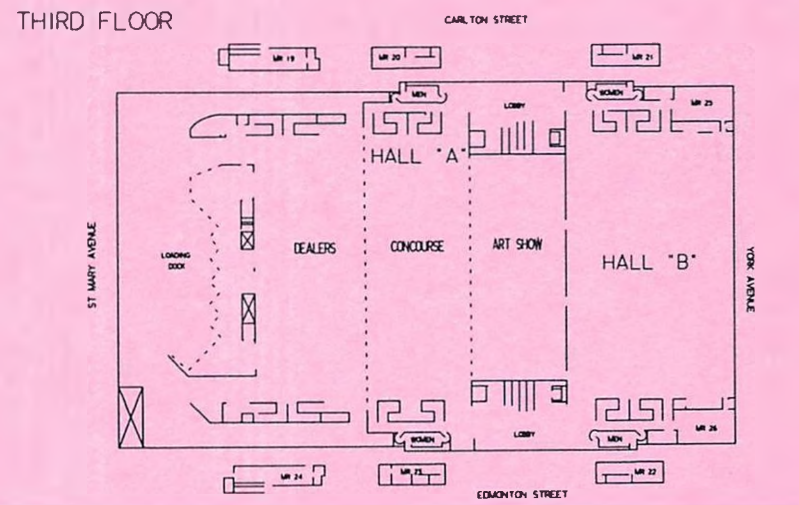 THIRD FLOOR
CARLTON STREET
MR 19
MR 20
MR 21
MEN
WOMEN
MR 25
LOBBY
HALL "A"
ST MARY AVENUE
LOADING
DOCK
DEALERS
CONCOURSE
ART SHOW
HALL "B"
YORK AVENUE
WOMEN
LOBBY
MEN
MR 26
MR 24
MR 23
MR 22
EDMONTON STREET